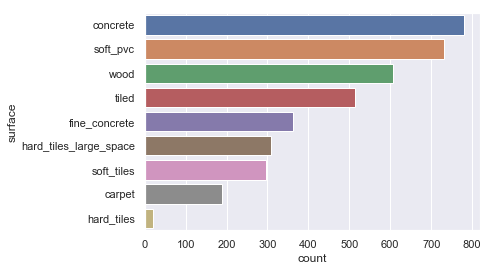 concrete
soft_pvc
wood
tiled
fine_concrete
hard_tiles_large_space
soft_tiles
carpet
hard_tiles
surface
0 100 200 300 400 500 600 700 800
count